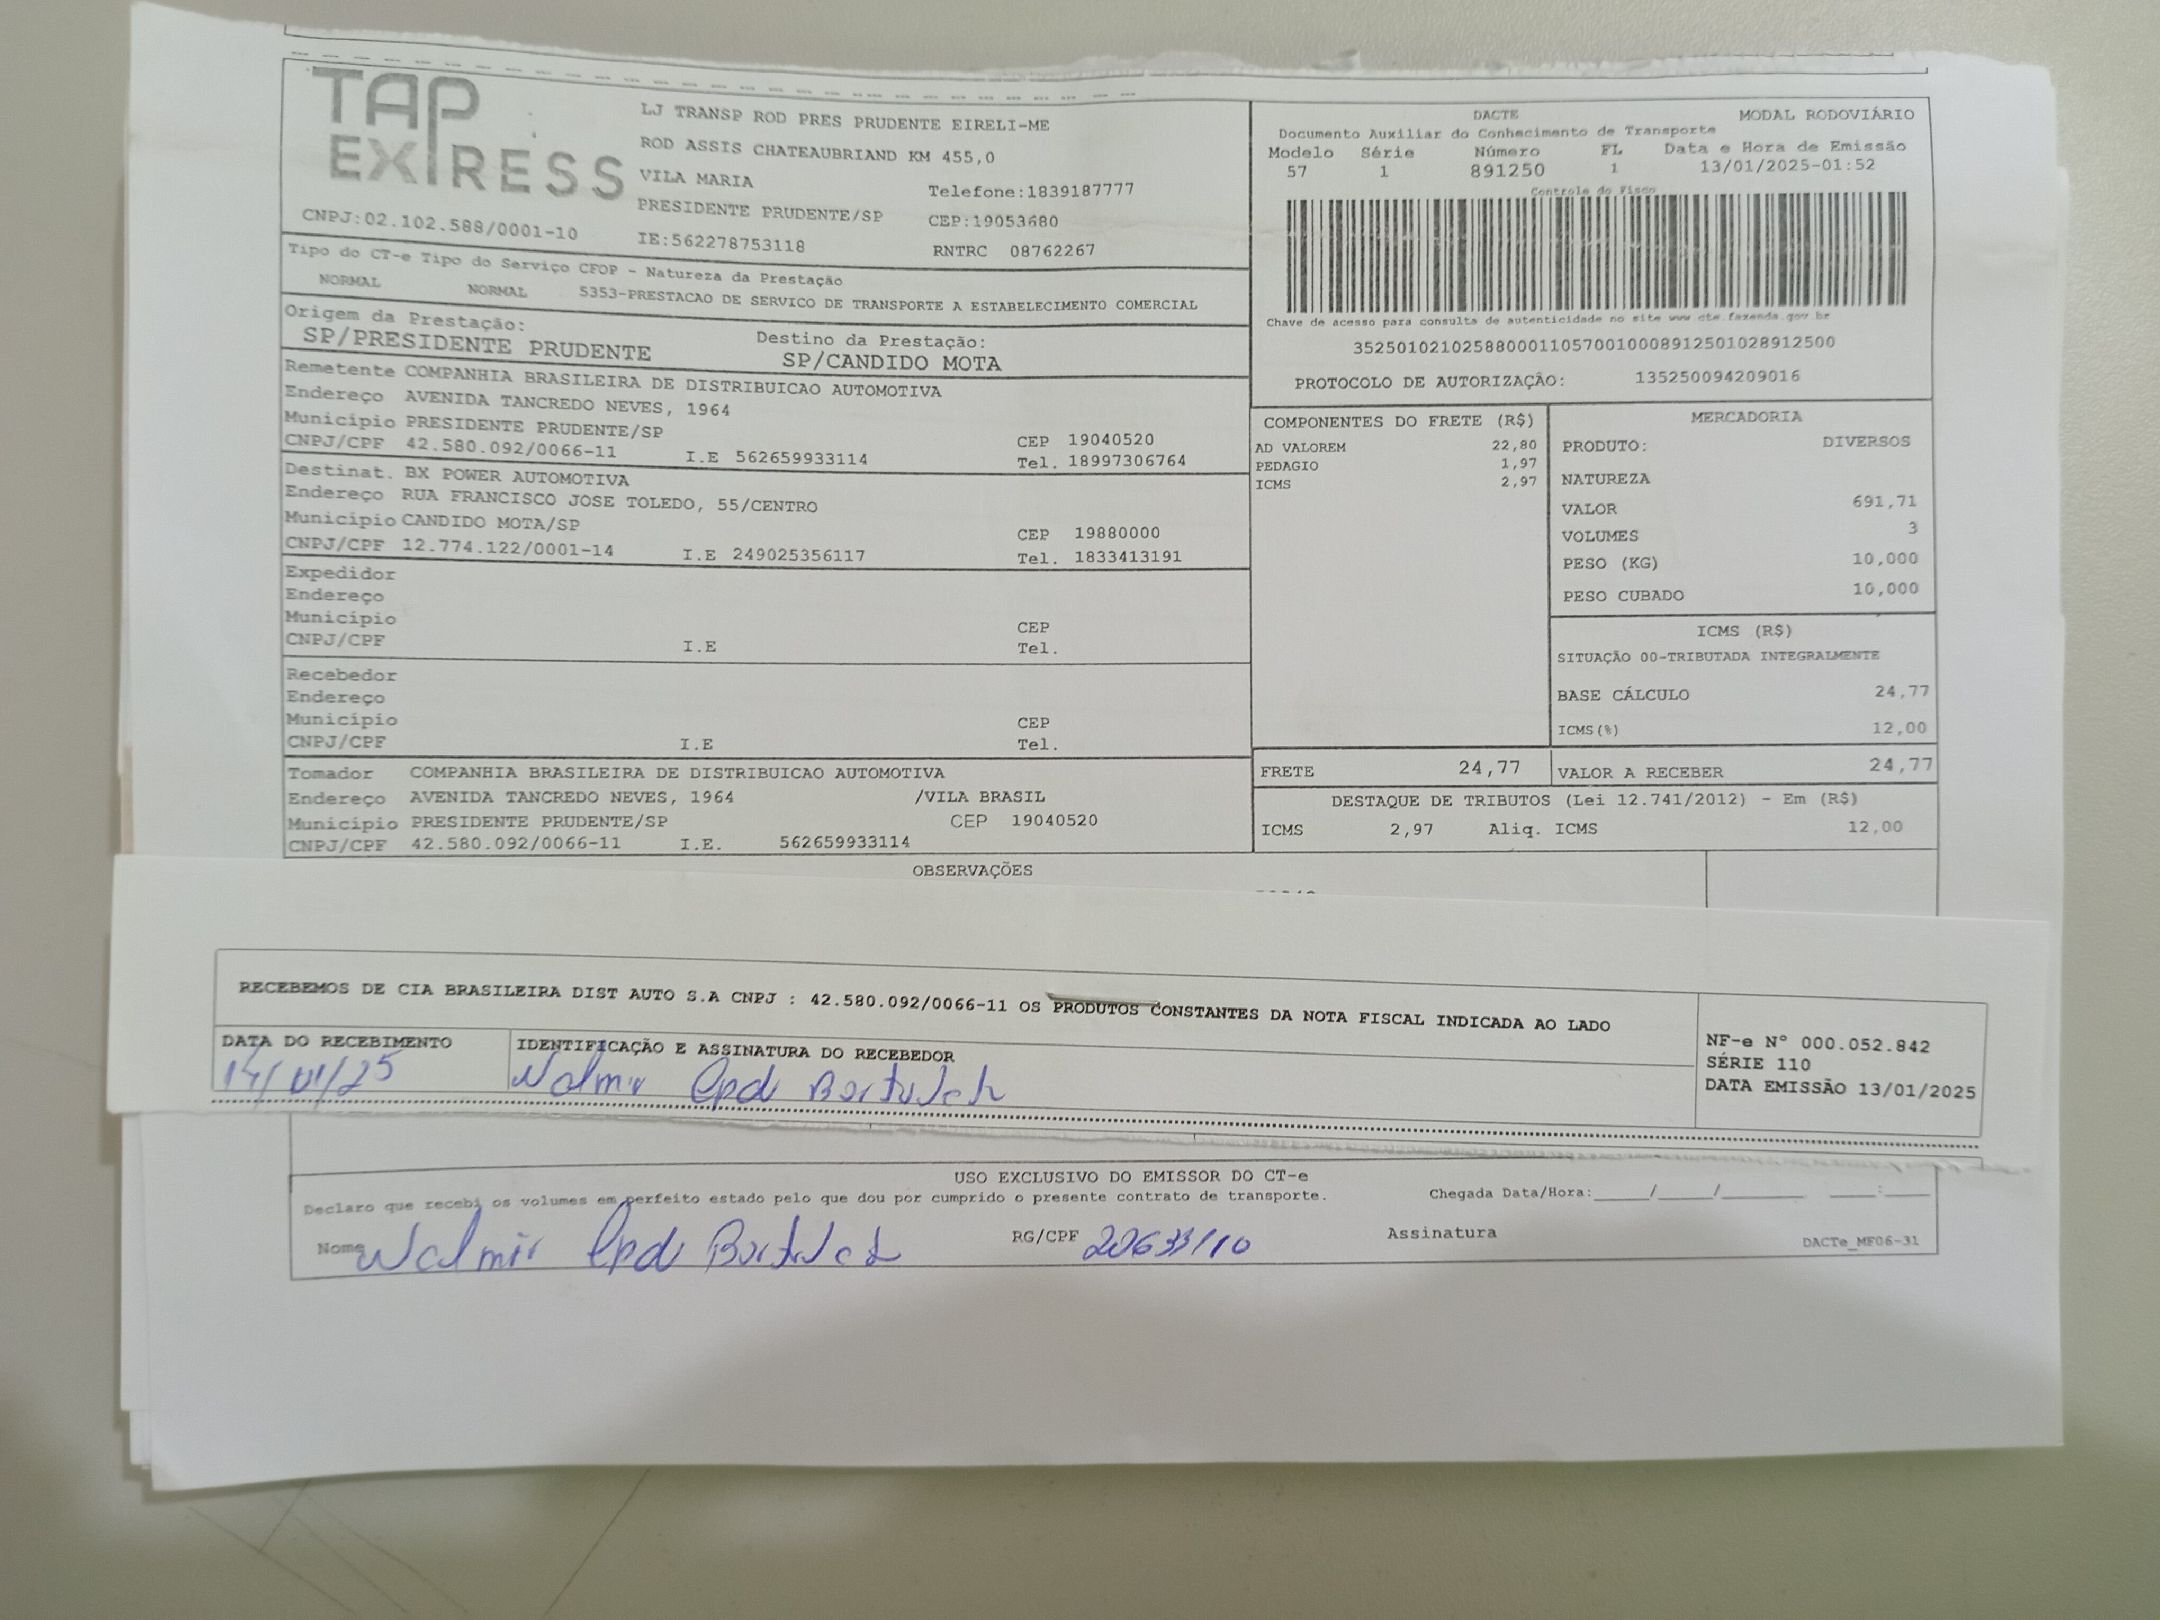 TAP EXPRESS
CNPJ:02.102.588/0001-10
LJ TRANSP ROD PRES PRUDENTE EIRELI-ME
ROD ASSIS CHATEAUBRIAND KM 455,0
VILA MARIA
Telefone:1839187777
PRESIDENTE PRUDENTE/SP CEP:19053680
IE:562278753118 RNTRC 08762267
DACTE MODAL RODOVIÁRIO
Documento Auxiliar do Conhecimento de Transporte
Modelo Série Número FL Data e Hora de Emissão
57 1 891250 1 13/01/2025-01:52
Controle do Fisco
Chave de acesso para consulta de autenticidade no site www cte.fazenda.gov br
35250102102588000110570010008912501028912500
PROTOCOLO DE AUTORIZAÇÃO: 135250094209016
Tipo do CT-e Tipo do Serviço CFOP - Natureza da Prestação
NORMAL NORMAL 5353-PRESTACAO DE SERVICO DE TRANSPORTE A ESTABELECIMENTO COMERCIAL
Origem da Prestação: Destino da Prestação:
SP/PRESIDENTE PRUDENTE SP/CANDIDO MOTA
Remetente COMPANHIA BRASILEIRA DE DISTRIBUICAO AUTOMOTIVA
Endereço AVENIDA TANCREDO NEVES, 1964
Município PRESIDENTE PRUDENTE/SP CEP 19040520
CNPJ/CPF 42.580.092/0066-11 I.E 562659933114 Tel. 18997306764
Destinat. BX POWER AUTOMOTIVA
Endereço RUA FRANCISCO JOSE TOLEDO, 55/CENTRO
Município CANDIDO MOTA/SP CEP 19880000
CNPJ/CPF 12.774.122/0001-14 I.E 249025356117 Tel. 1833413191
Expedidor
Endereço
Município CEP
CNPJ/CPF I.E Tel.
Recebedor
Endereço
Município CEP
CNPJ/CPF I.E Tel.
Tomador COMPANHIA BRASILEIRA DE DISTRIBUICAO AUTOMOTIVA
Endereço AVENIDA TANCREDO NEVES, 1964 /VILA BRASIL
Município PRESIDENTE PRUDENTE/SP CEP 19040520
CNPJ/CPF 42.580.092/0066-11 I.E. 562659933114
COMPONENTES DO FRETE (R$)
AD VALOREM 22,80
PEDAGIO 1,97
ICMS 2,97
MERCADORIA
PRODUTO: DIVERSOS
NATUREZA
VALOR 691,71
VOLUMES 3
PESO (KG) 10,000
PESO CUBADO 10,000
ICMS (R$)
SITUAÇÃO 00-TRIBUTADA INTEGRALMENTE
BASE CÁLCULO 24,77
ICMS(%) 12,00
FRETE 24,77 VALOR A RECEBER 24,77
DESTAQUE DE TRIBUTOS (Lei 12.741/2012) - Em (R$)
ICMS 2,97 Aliq. ICMS 12,00
OBSERVAÇÕES
RECEBEMOS DE CIA BRASILEIRA DIST AUTO S.A CNPJ : 42.580.092/0066-11 OS PRODUTOS CONSTANTES DA NOTA FISCAL INDICADA AO LADO
DATA DO RECEBIMENTO IDENTIFICAÇÃO E ASSINATURA DO RECEBEDOR
14/01/25 Walmir
NF-e N° 000.052.842
SÉRIE 110
DATA EMISSÃO 13/01/2025
USO EXCLUSIVO DO EMISSOR DO CT-e
Declaro que recebi os volumes em perfeito estado pelo que dou por cumprido o presente contrato de transporte. Chegada Data/Hora:_____/_____/________ ____:____
Nome Walmir RG/CPF Assinatura DACTe_MF06-31